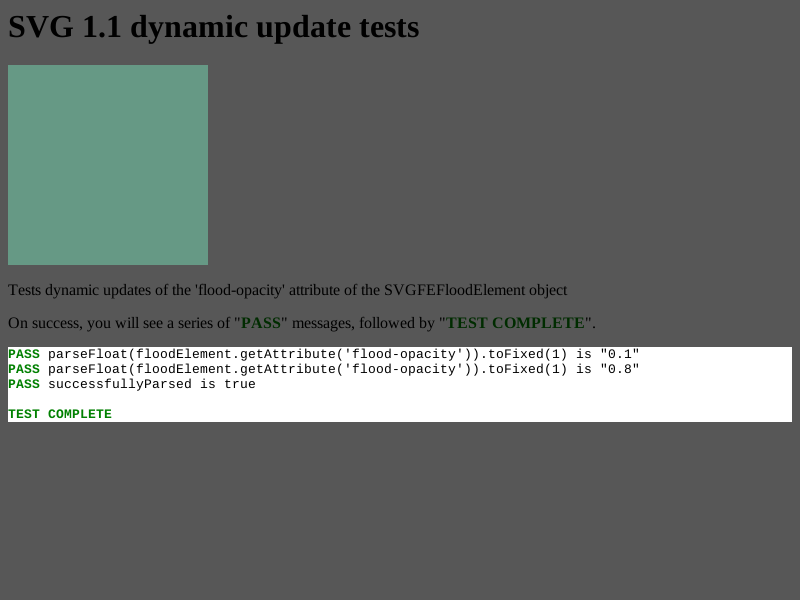 SVG 1.1 dynamic update tests
Tests dynamic updates of the 'flood-opacity' attribute of the SVGFEFloodElement object
On success, you will see a series of "PASS" messages, followed by "TEST COMPLETE".
PASS parseFloat(floodElement.getAttribute('flood-opacity')).toFixed(1) is "0.1"
PASS parseFloat(floodElement.getAttribute('flood-opacity')).toFixed(1) is "0.8"
PASS successfullyParsed is true
TEST COMPLETE